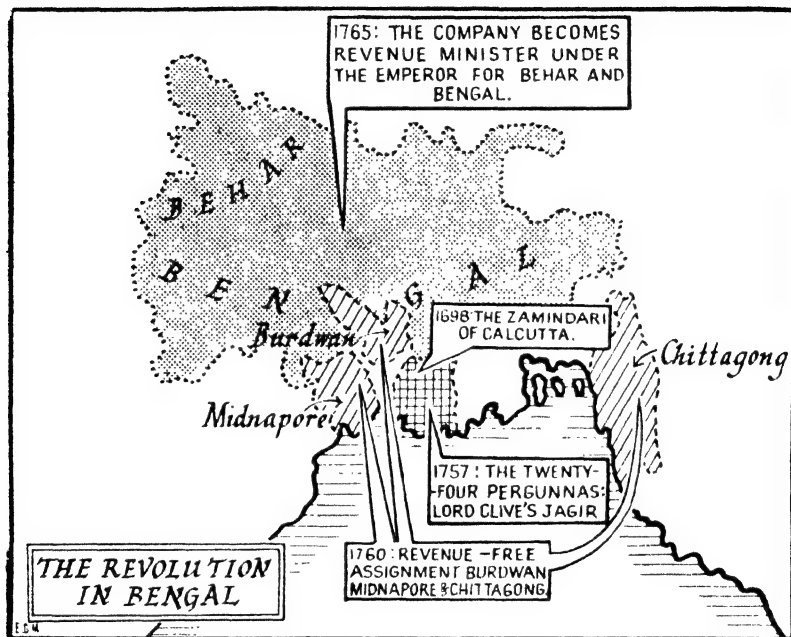 1765: THE COMPANY BECOMES
REVENUE MINISTER UNDER
THE EMPEROR FOR BEHAR AND
BENGAL.
BEHAR
BENGAL
1698: THE ZAMINDARI
OF CALCUTTA.
Burdwan
Chittagong
Midnapore
1757: THE TWENTY-
-FOUR PERGUNNAS:
LORD CLIVE'S JAGIR
1760: REVENUE-FREE
ASSIGNMENT BURDWAN
MIDNAPORE & CHITTAGONG
THE REVOLUTION
IN BENGAL